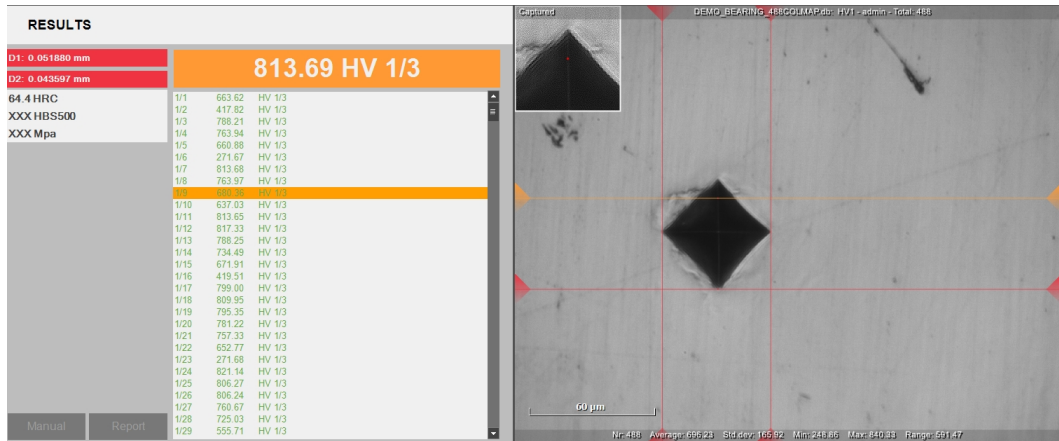 RESULTS
D1: 0.051880 mm
D2: 0.043597 mm
64.4 HRC
XXX HBS500
XXX Mpa
Manual
Report
813.69 HV 1/3
1/1 663.62 HV 1/3
1/2 417.82 HV 1/3
1/3 788.21 HV 1/3
1/4 763.94 HV 1/3
1/5 660.88 HV 1/3
1/6 271.67 HV 1/3
1/7 813.68 HV 1/3
1/8 763.97 HV 1/3
1/9 680.36 HV 1/3
1/10 637.03 HV 1/3
1/11 813.65 HV 1/3
1/12 817.33 HV 1/3
1/13 788.25 HV 1/3
1/14 734.49 HV 1/3
1/15 671.91 HV 1/3
1/16 419.51 HV 1/3
1/17 799.00 HV 1/3
1/18 809.95 HV 1/3
1/19 795.35 HV 1/3
1/20 781.22 HV 1/3
1/21 757.33 HV 1/3
1/22 652.77 HV 1/3
1/23 271.68 HV 1/3
1/24 821.14 HV 1/3
1/25 806.27 HV 1/3
1/26 806.24 HV 1/3
1/27 760.67 HV 1/3
1/28 725.03 HV 1/3
1/29 555.71 HV 1/3
Captured
DEMO_BEARING_488COLMAP.db: HV1 - admin - Total: 488
60 µm
Nr: 488 Average: 696.23 Std.dev: 165.92 Min: 248.86 Max: 840.33 Range: 591.47